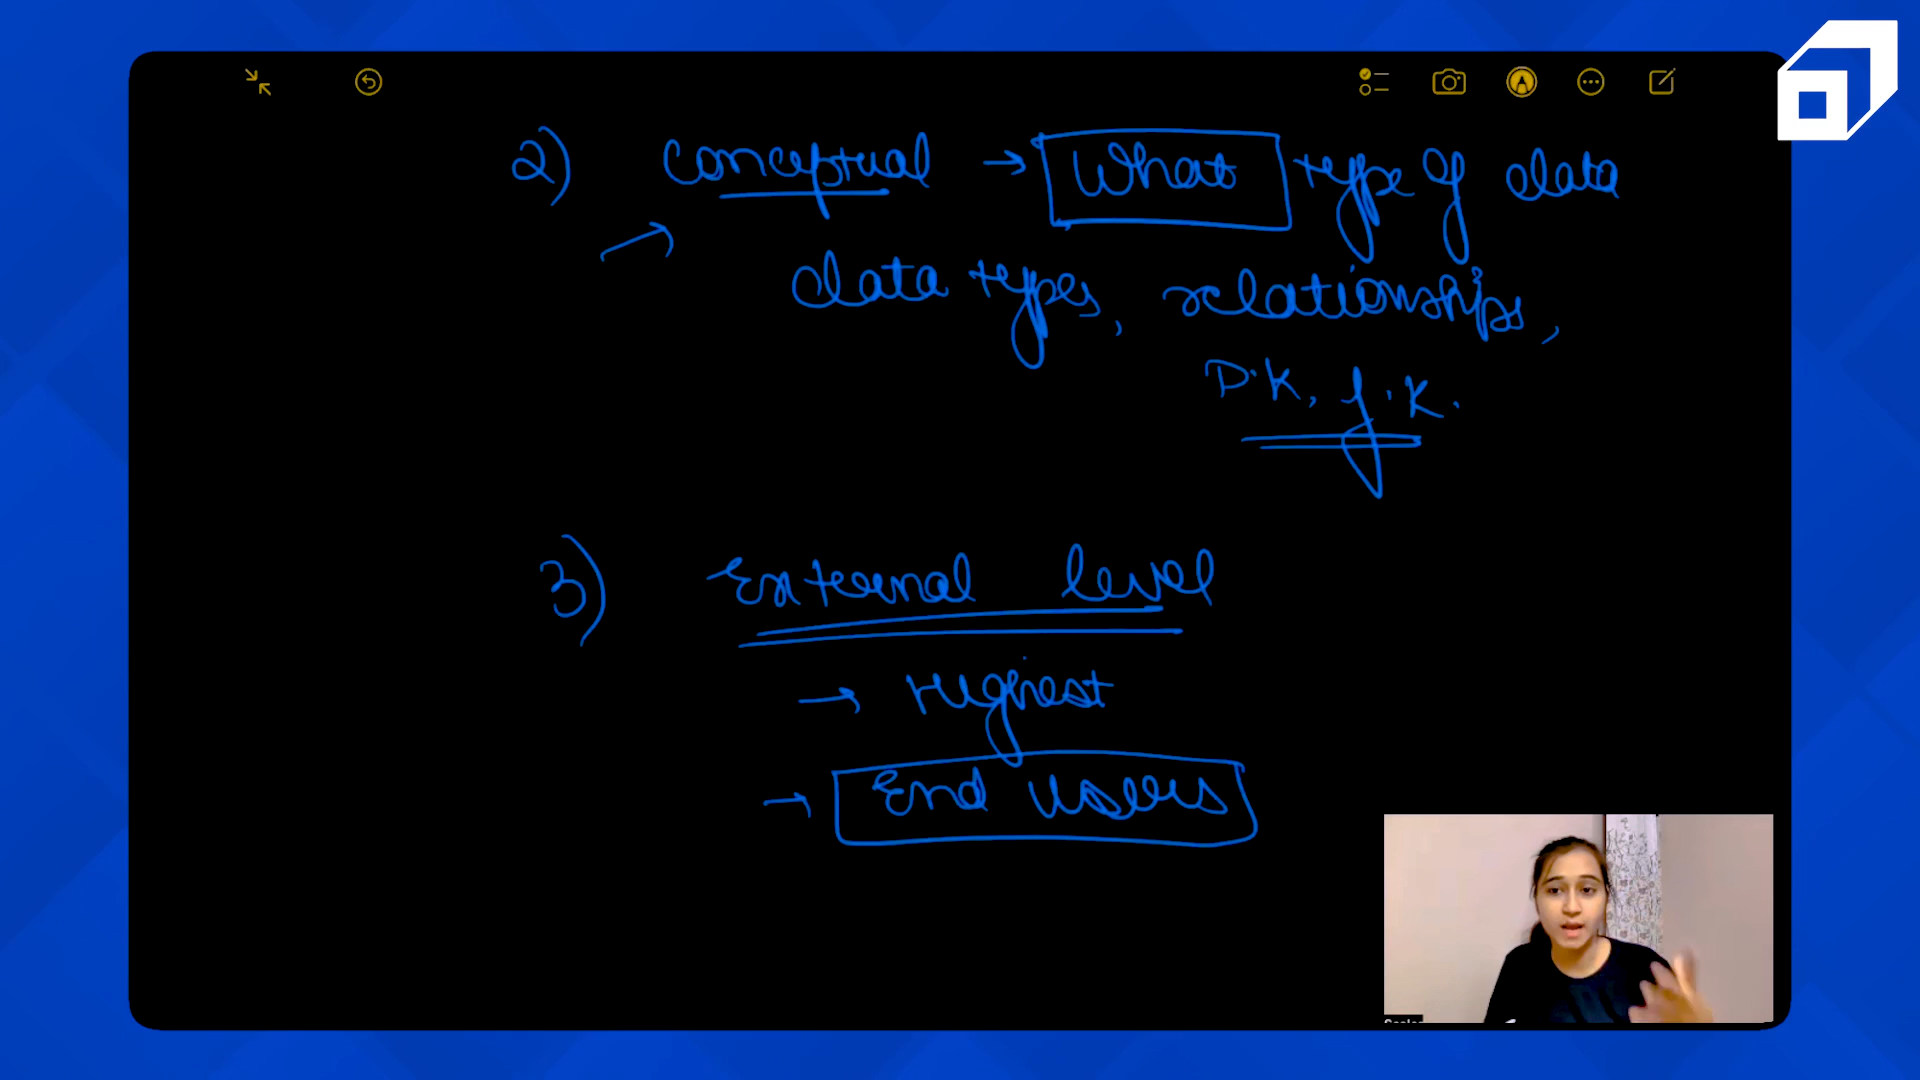 2) Conceptual → What type of data
→ data types, relationships,
P.K, f.K.
3) External level
→ Highest
→ End users